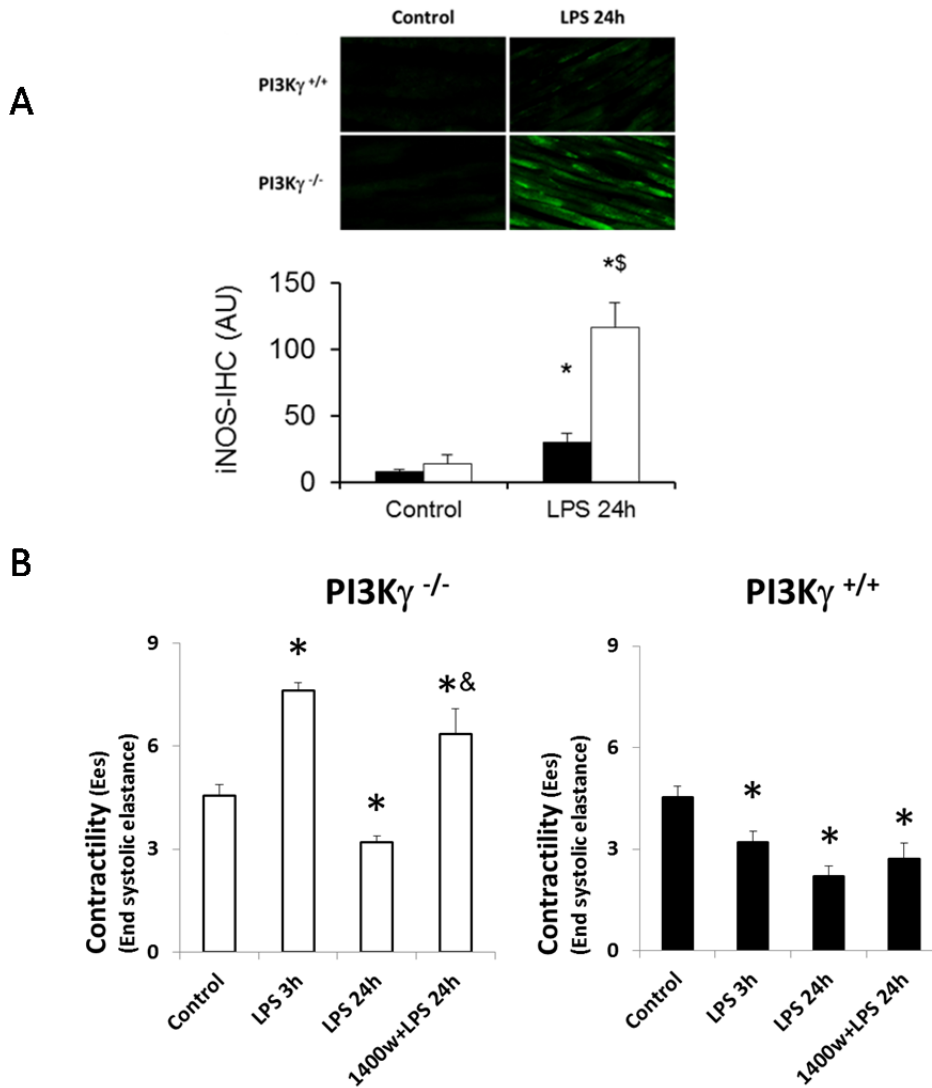 Control LPS 24h
A
PI3Kγ +/+
PI3Kγ -/-
*$
150
*
100
50
0
iNOS-IHC (AU)
Control LPS 24h
B
PI3Kγ -/-
9
6
3
0
Contractility (Ees)
(End systolic elastance)
*
*
*&
Control
LPS 3h
LPS 24h
1400w+LPS 24h
PI3Kγ +/+
9
6
3
0
Contractility (Ees)
(End systolic elastance)
*
*
*
Control
LPS 3h
LPS 24h
1400w+LPS 24h